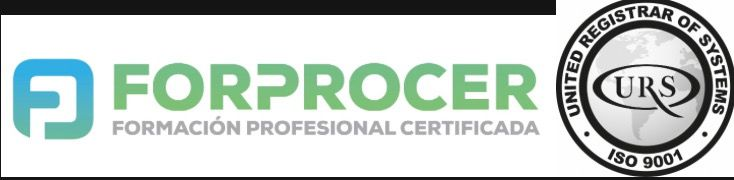 FORPROCER
FORMACIÓN PROFESIONAL CERTIFICADA
UNITED REGISTRAR OF SYSTEMS
URS
• ISO 9001 •